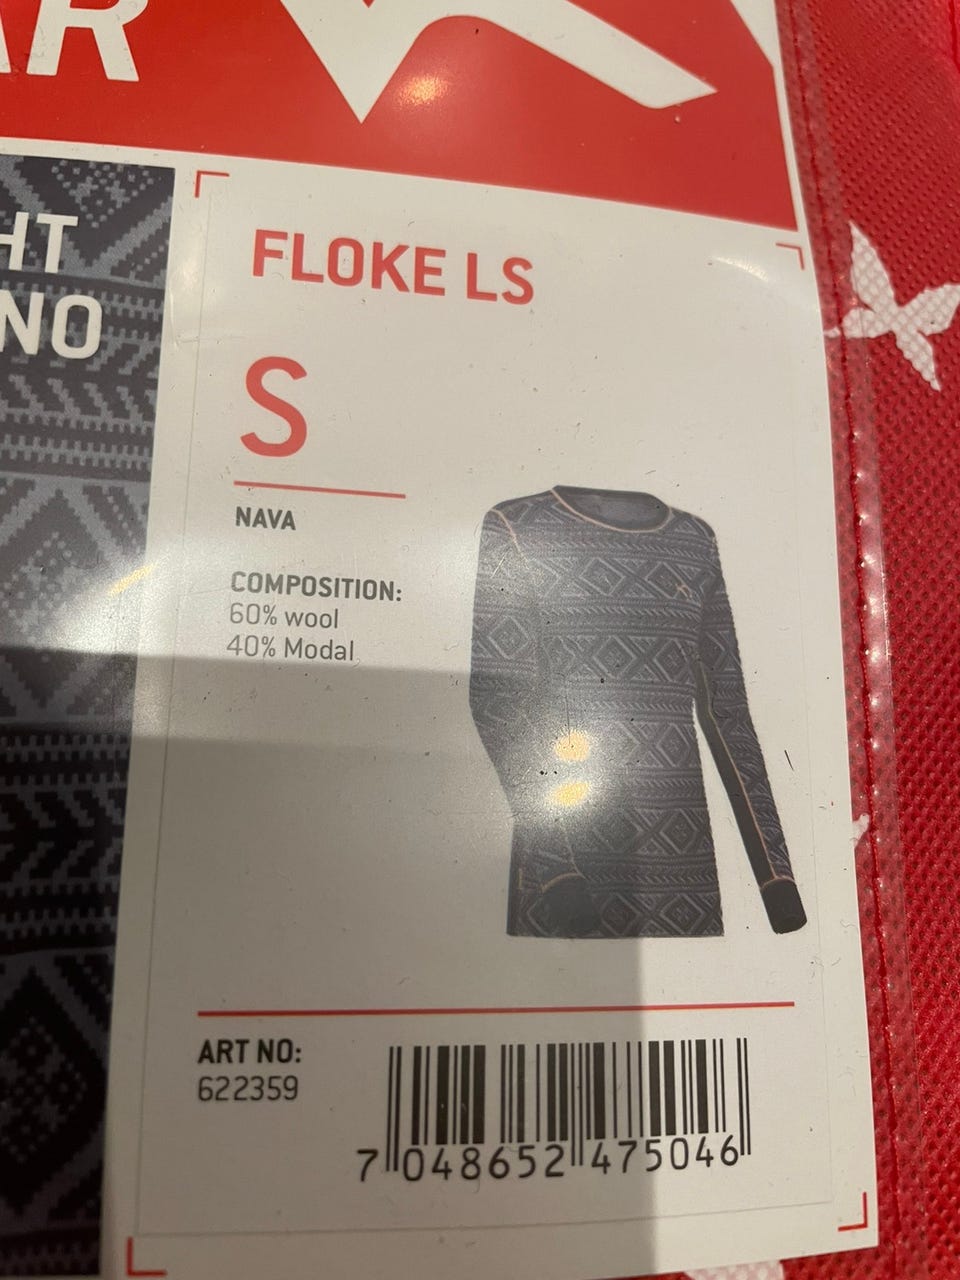 AR
HT
NO
FLOKE LS
S
NAVA
COMPOSITION:
60% wool
40% Modal
ART NO:
622359
7 048652 475046